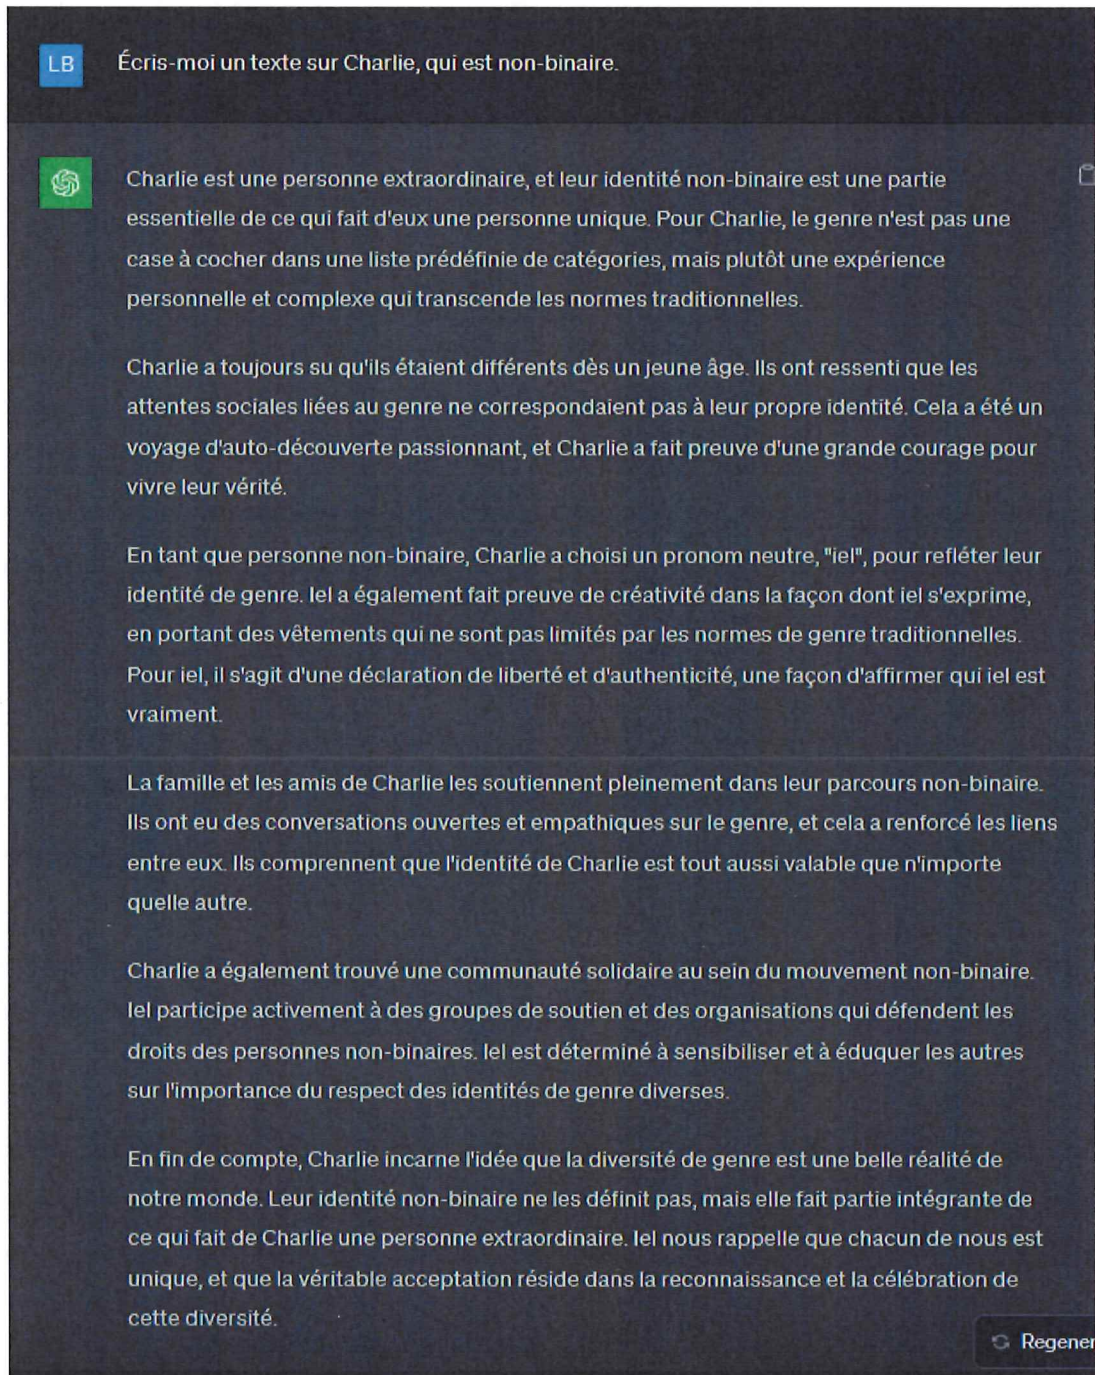 LB
Écris-moi un texte sur Charlie, qui est non-binaire.
Charlie est une personne extraordinaire, et leur identité non-binaire est une partie
essentielle de ce qui fait d'eux une personne unique. Pour Charlie, le genre n'est pas une
case à cocher dans une liste prédéfinie de catégories, mais plutôt une expérience
personnelle et complexe qui transcende les normes traditionnelles.
Charlie a toujours su qu'ils étaient différents dès un jeune âge. Ils ont ressenti que les
attentes sociales liées au genre ne correspondaient pas à leur propre identité. Cela a été un
voyage d'auto-découverte passionnant, et Charlie a fait preuve d'une grande courage pour
vivre leur vérité.
En tant que personne non-binaire, Charlie a choisi un pronom neutre, "iel", pour refléter leur
identité de genre. Iel a également fait preuve de créativité dans la façon dont iel s'exprime,
en portant des vêtements qui ne sont pas limités par les normes de genre traditionnelles.
Pour iel, il s'agit d'une déclaration de liberté et d'authenticité, une façon d'affirmer qui iel est
vraiment.
La famille et les amis de Charlie les soutiennent pleinement dans leur parcours non-binaire.
Ils ont eu des conversations ouvertes et empathiques sur le genre, et cela a renforcé les liens
entre eux. Ils comprennent que l'identité de Charlie est tout aussi valable que n'importe
quelle autre.
Charlie a également trouvé une communauté solidaire au sein du mouvement non-binaire.
Iel participe activement à des groupes de soutien et des organisations qui défendent les
droits des personnes non-binaires. Iel est déterminé à sensibiliser et à éduquer les autres
sur l'importance du respect des identités de genre diverses.
En fin de compte, Charlie incarne l'idée que la diversité de genre est une belle réalité de
notre monde. Leur identité non-binaire ne les définit pas, mais elle fait partie intégrante de
ce qui fait de Charlie une personne extraordinaire. Iel nous rappelle que chacun de nous est
unique, et que la véritable acceptation réside dans la reconnaissance et la célébration de
cette diversité.
Regener